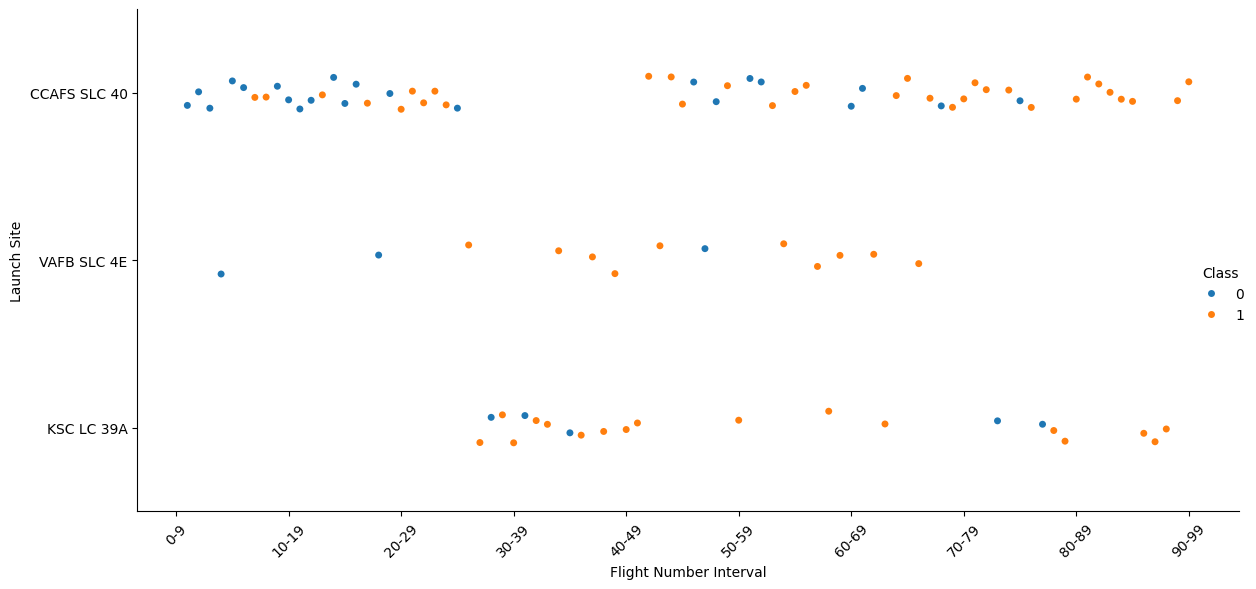 CCAFS SLC 40
VAFB SLC 4E
KSC LC 39A
Launch Site
0-9
10-19
20-29
30-39
40-49
50-59
60-69
70-79
80-89
90-99
Flight Number Interval
Class
0
1